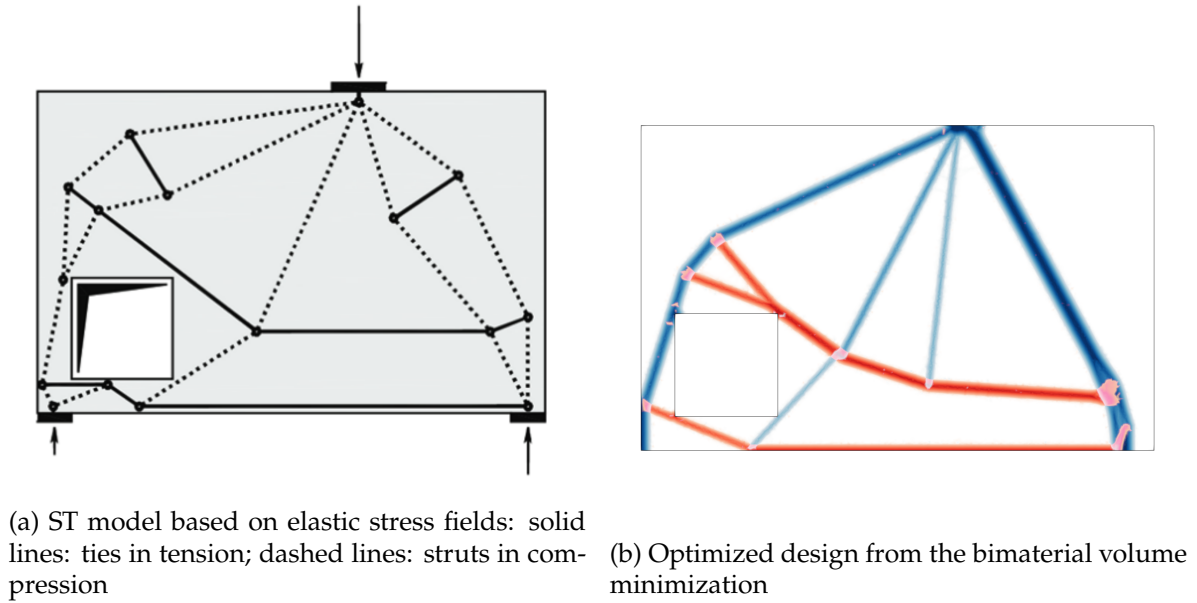 (a) ST model based on elastic stress fields: solid
lines: ties in tension; dashed lines: struts in com-
pression
(b) Optimized design from the bimaterial volume
minimization